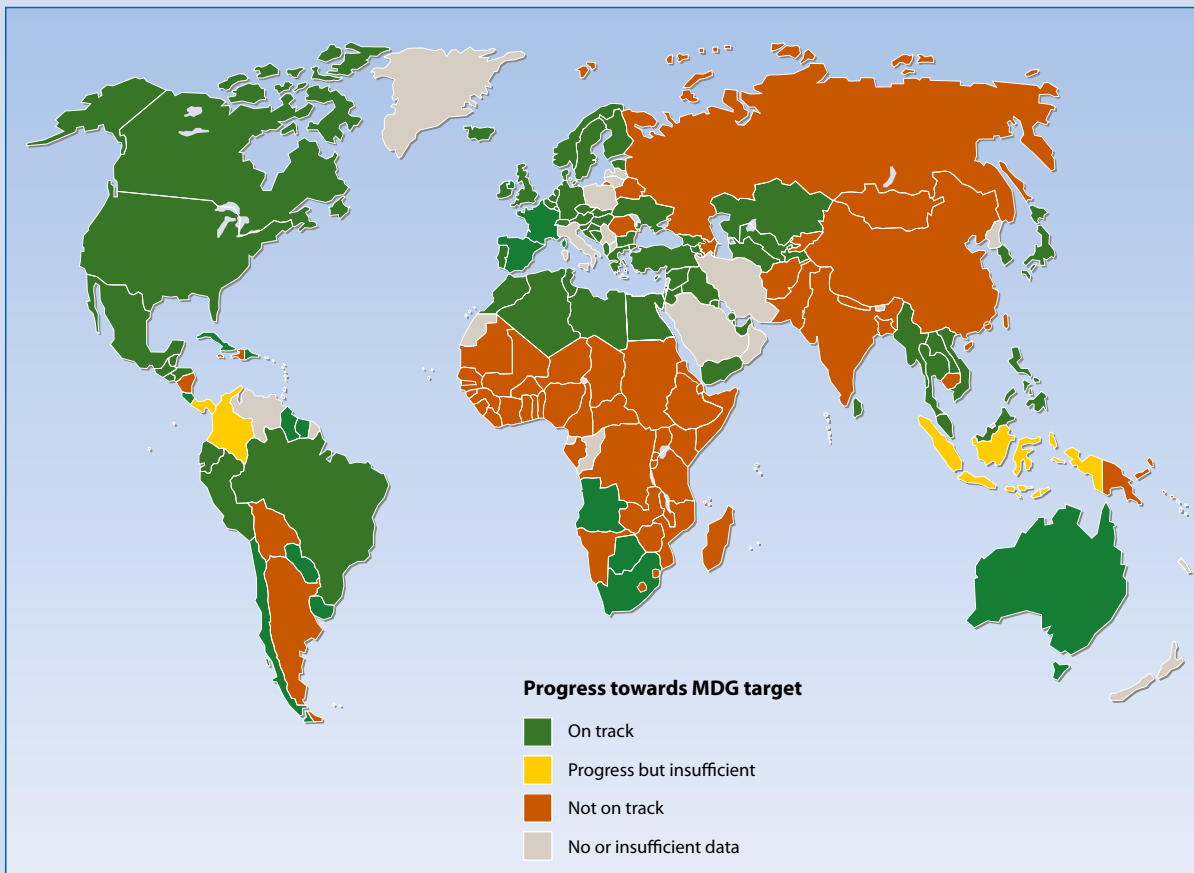 Progress towards MDG target
On track
Progress but insufficient
Not on track
No or insufficient data